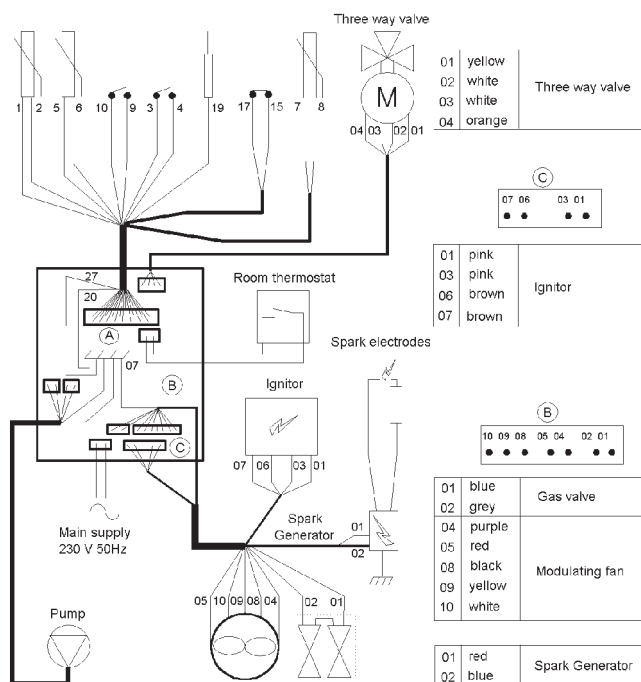 Three way valve
M
04 03 02 01
1 2 5 6 10 9 3 4 19 17 15 7 8
01 yellow
02 white
03 white
04 orange
Three way valve
C
07 06 03 01
01 pink
03 pink
06 brown
07 brown
Ignitor
27
20
A
07
B
C
Room thermostat
Spark electrodes
Ignitor
07 06 03 01
Main supply
230 V 50Hz
Spark
Generator
01
02
05 10 09 08 04 02 01
Pump
B
10 09 08 05 04 02 01
01 blue
02 grey
Gas valve
04 purple
05 red
08 black
09 yellow
10 white
Modulating fan
01 red
02 blue
Spark Generator